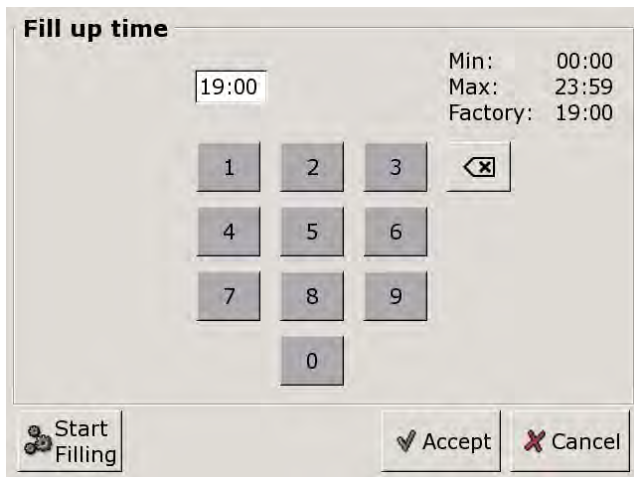 Fill up time
19:00
Min: 00:00
Max: 23:59
Factory: 19:00
1 2 3
4 5 6
7 8 9
0
Start
Filling
Accept
Cancel